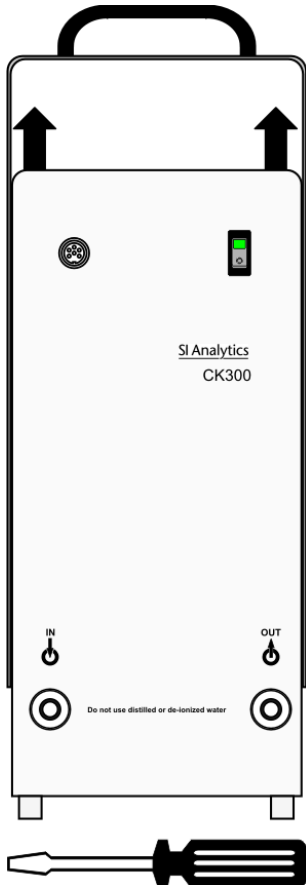 SI Analytics
CK300
IN
OUT
Do not use distilled or de-ionized water